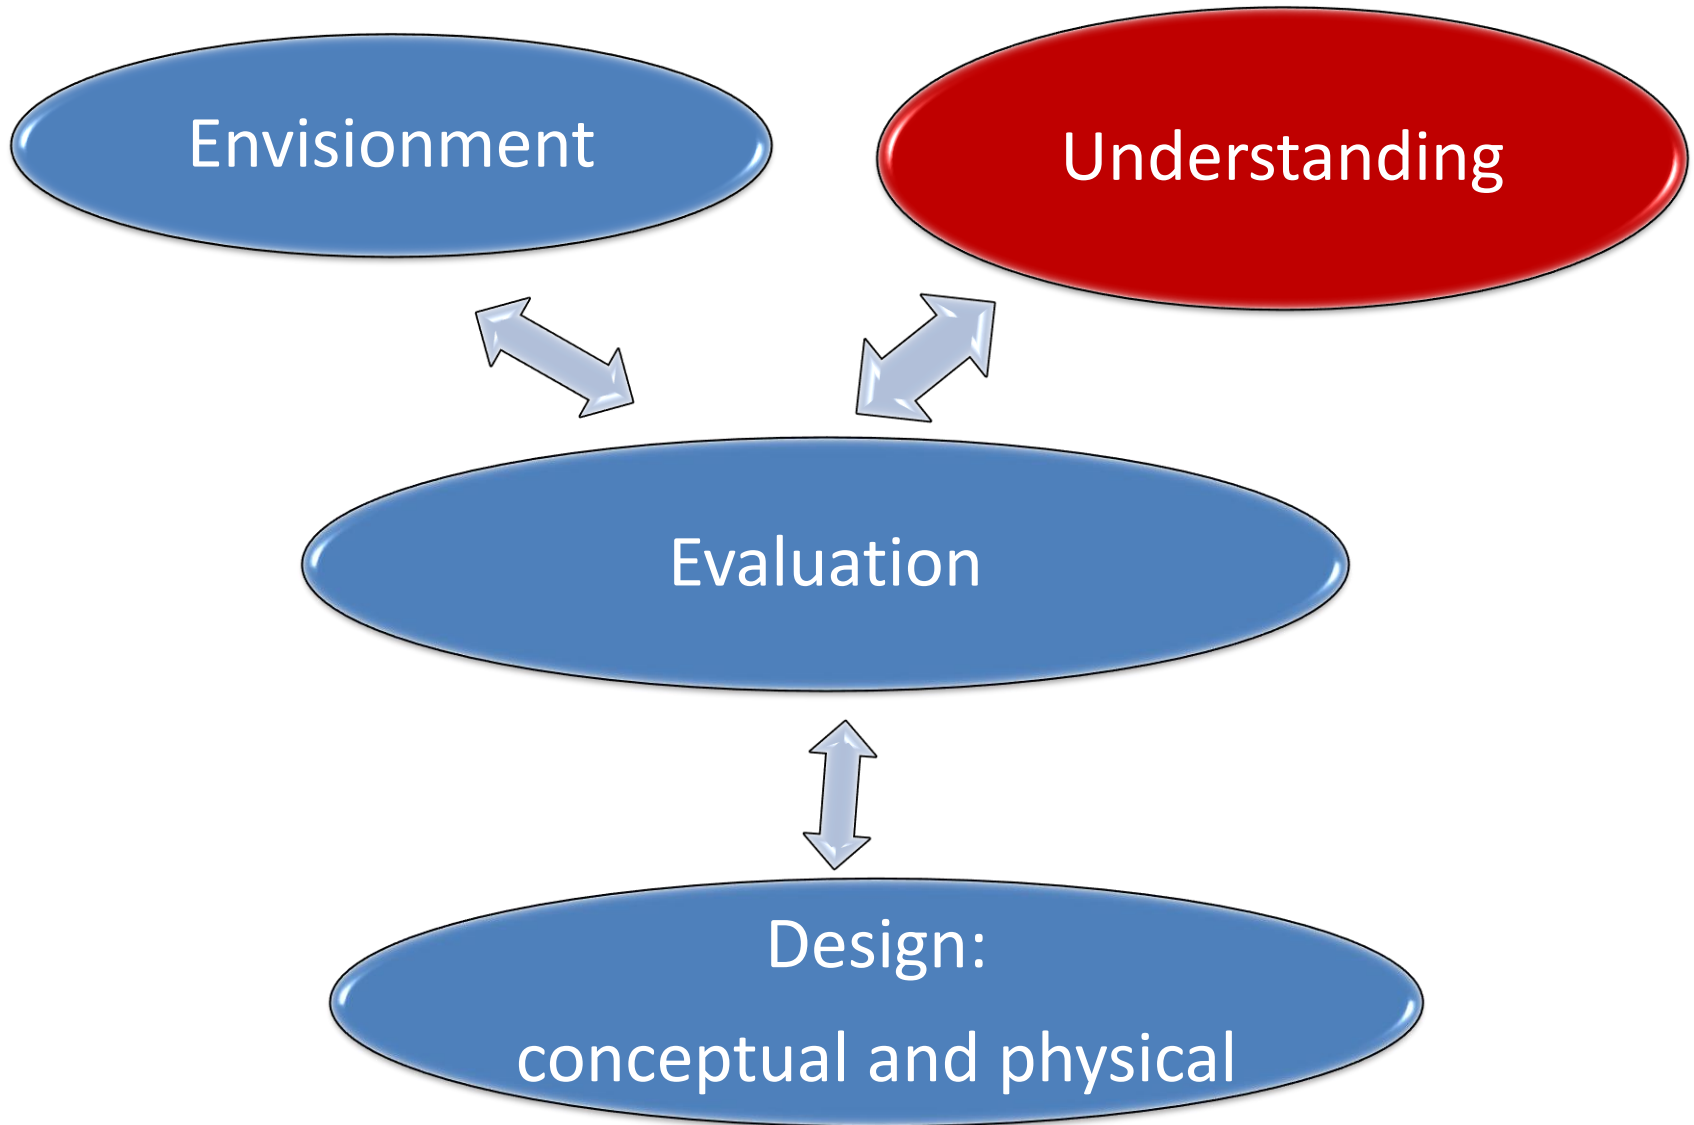 Envisionment
Understanding
Evaluation
Design:
conceptual and physical